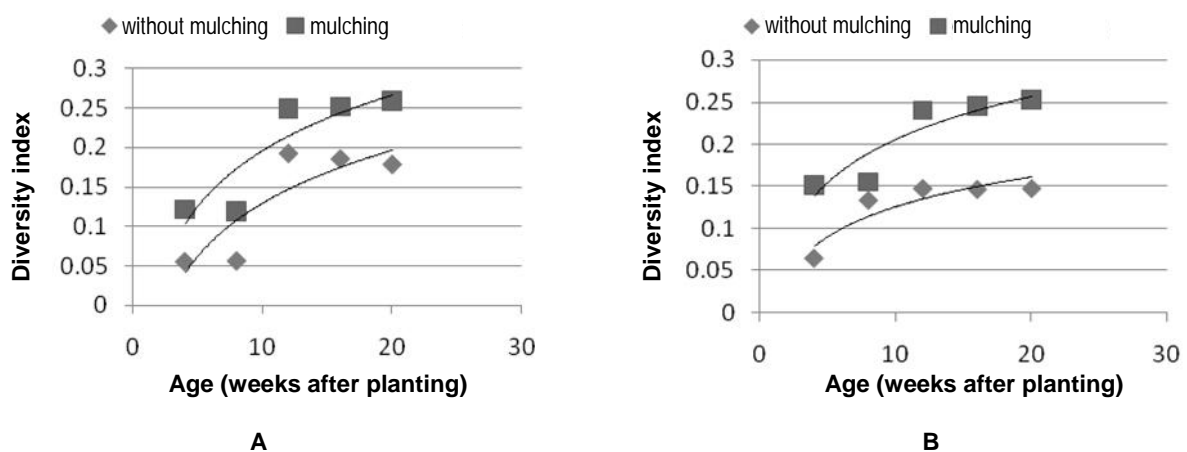 without mulching mulching
Diversity index
0.3
0.25
0.2
0.15
0.1
0.05
0
0 10 20 30
Age (weeks after planting)
A
without mulching mulching
Diversity index
0.3
0.25
0.2
0.15
0.1
0.05
0
0 10 20 30
Age (weeks after planting)
B